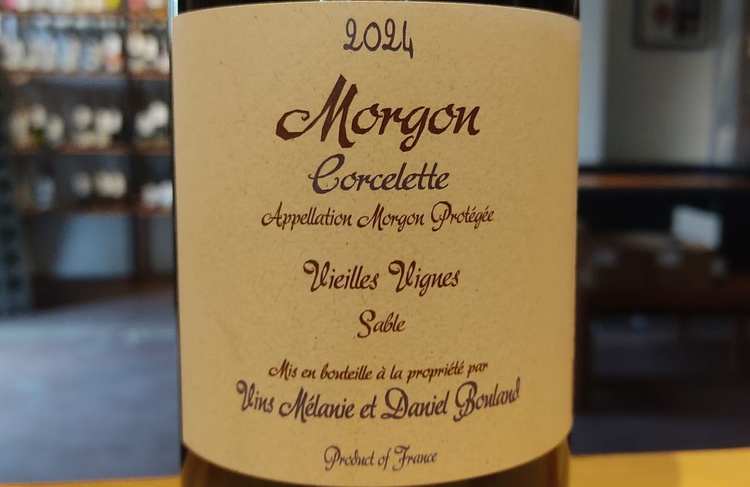 2024
Morgon
Corcelette
Appellation Morgon Protégée
Vieilles Vignes
Sable
Mis en bouteille à la propriété par
Vins Mélanie et Daniel Bouland
Product of France